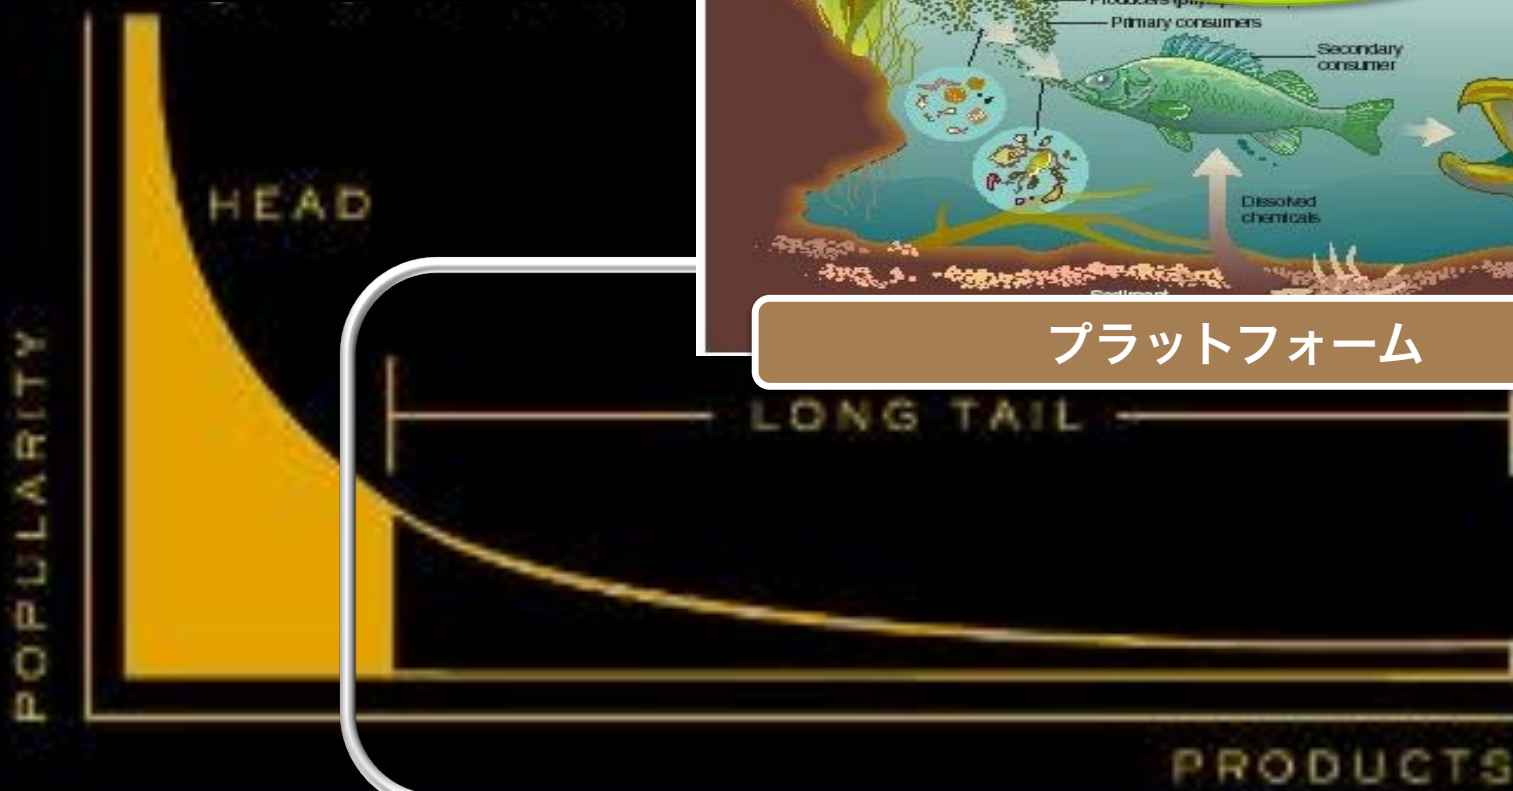 Primary consumers
Secondary
consumer
HEAD
Dissolved
chemicals
プラットフォーム
LONG TAIL
POPULARITY
PRODUCTS